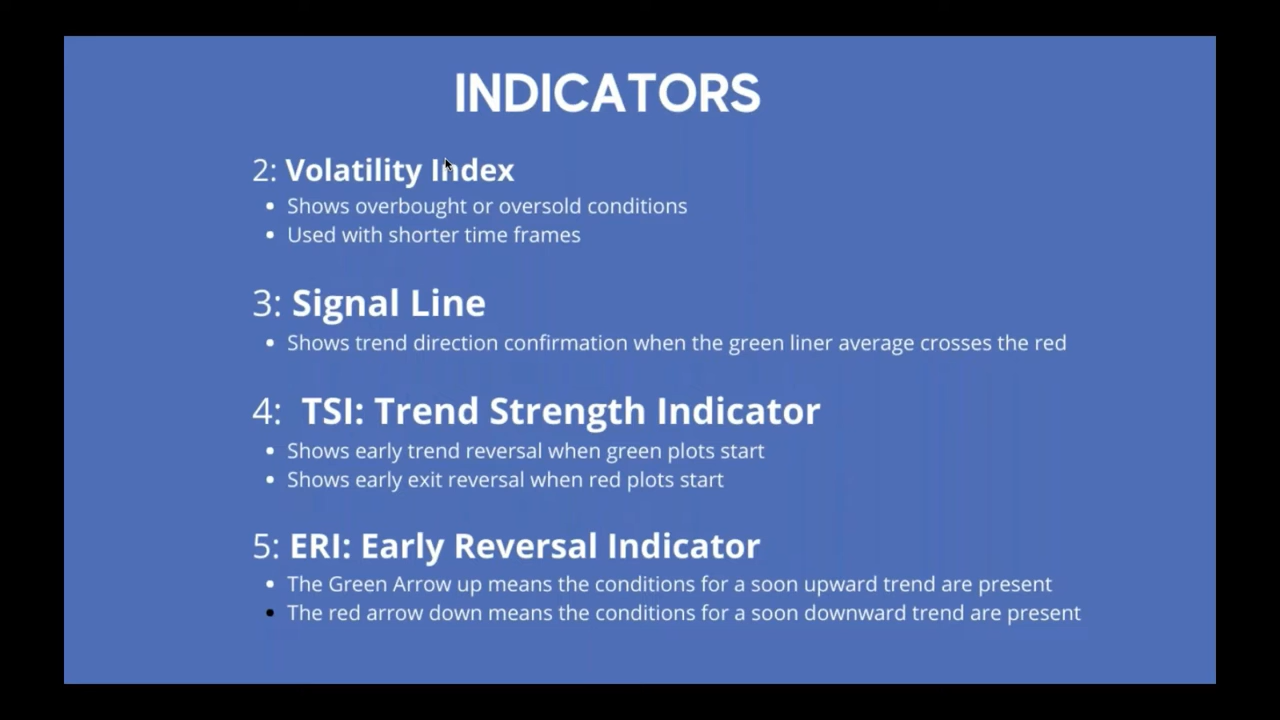 INDICATORS
2: Volatility Index
• Shows overbought or oversold conditions
• Used with shorter time frames
3: Signal Line
• Shows trend direction confirmation when the green liner average crosses the red
4: TSI: Trend Strength Indicator
• Shows early trend reversal when green plots start
• Shows early exit reversal when red plots start
5: ERI: Early Reversal Indicator
• The Green Arrow up means the conditions for a soon upward trend are present
• The red arrow down means the conditions for a soon downward trend are present